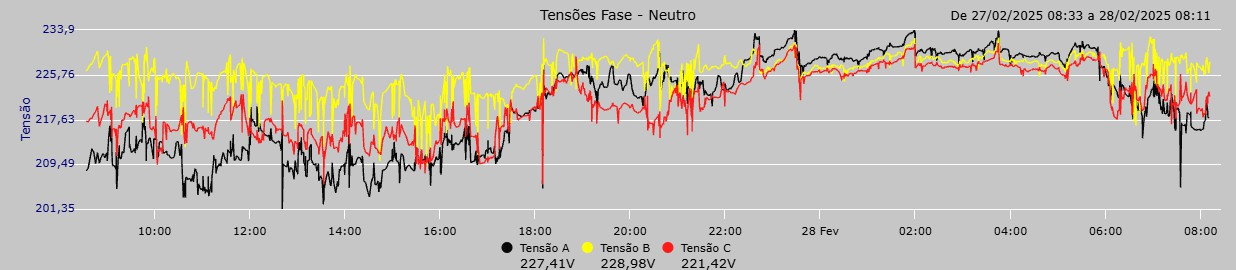 Tensões Fase - Neutro
De 27/02/2025 08:33 a 28/02/2025 08:11
233,9
225,76
217,63
209,49
201,35
Tensão
10:00 12:00 14:00 16:00 18:00 20:00 22:00 28 Fev 02:00 04:00 06:00 08:00
Tensão A Tensão B Tensão C
227,41V 228,98V 221,42V